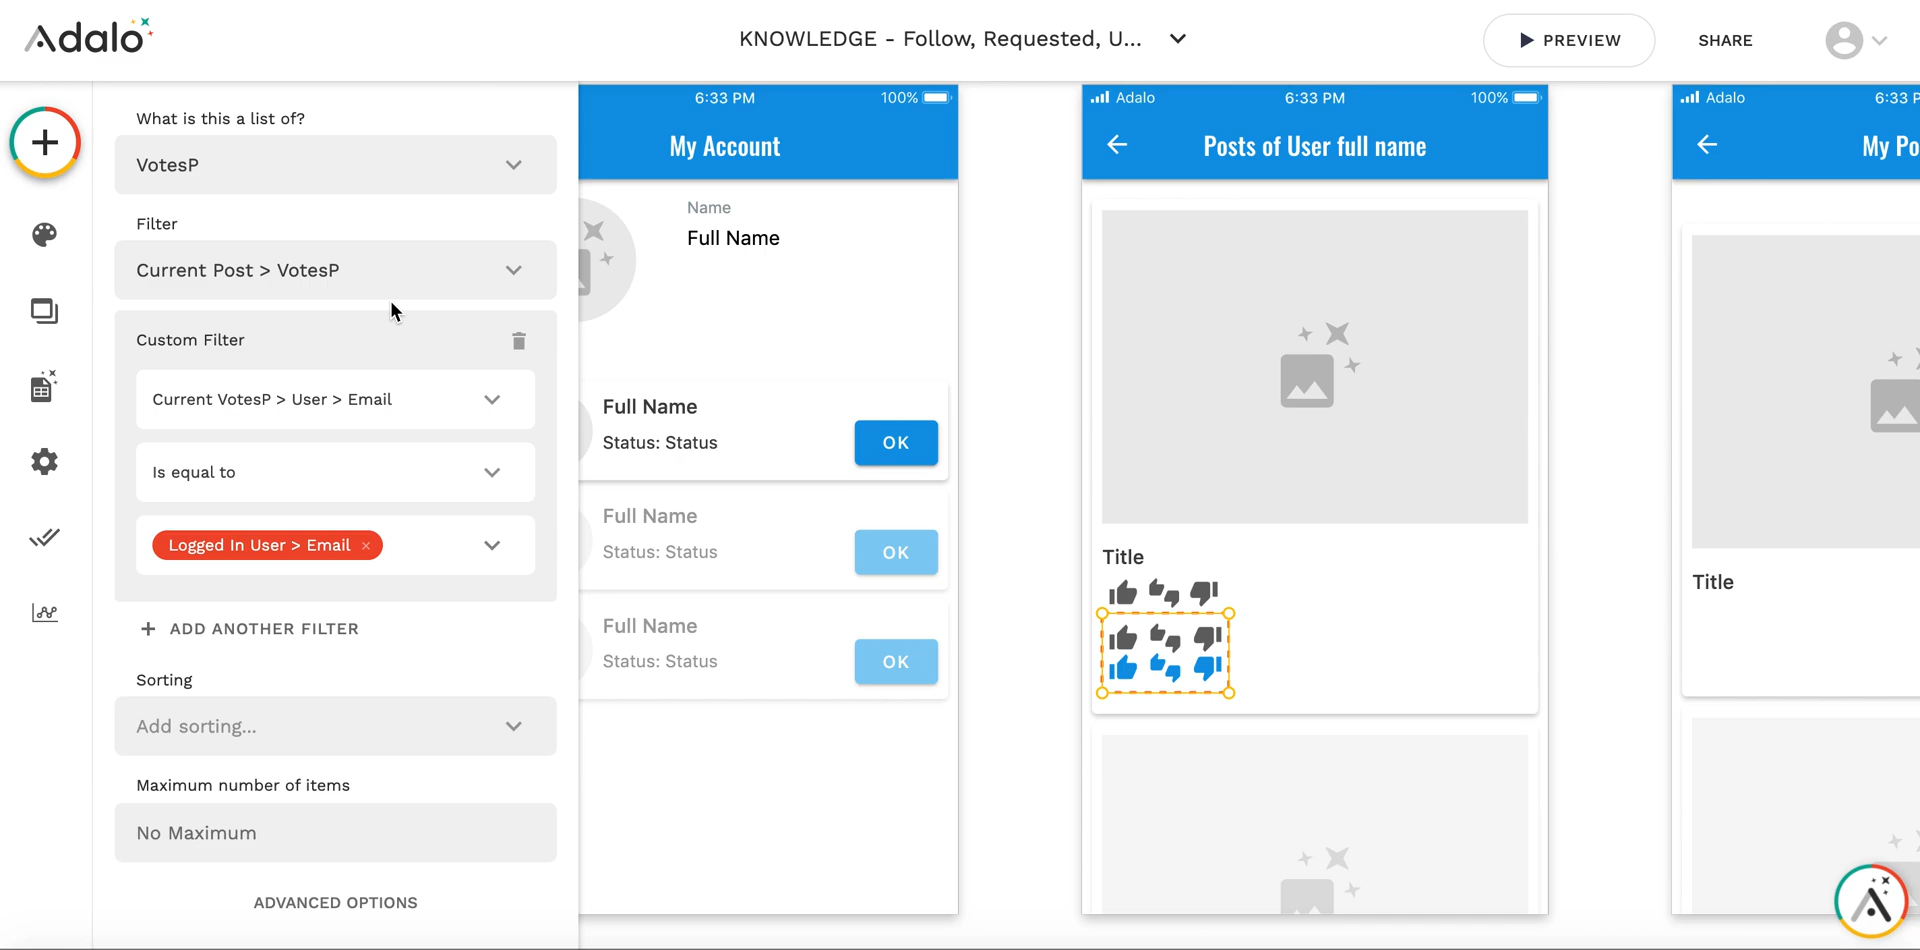 Adalo
KNOWLEDGE - Follow, Requested, U...
PREVIEW
SHARE
What is this a list of?
VotesP
Filter
Current Post > VotesP
Custom Filter
Current VotesP > User > Email
Is equal to
Logged In User > Email ×
+ ADD ANOTHER FILTER
Sorting
Add sorting...
Maximum number of items
No Maximum
ADVANCED OPTIONS
6:33 PM 100%
My Account
Name
Full Name
Full Name
Status: Status
OK
Full Name
Status: Status
OK
Full Name
Status: Status
OK
Adalo 6:33 PM 100%
Posts of User full name
Title
Adalo 6:33 P
My Po
Title